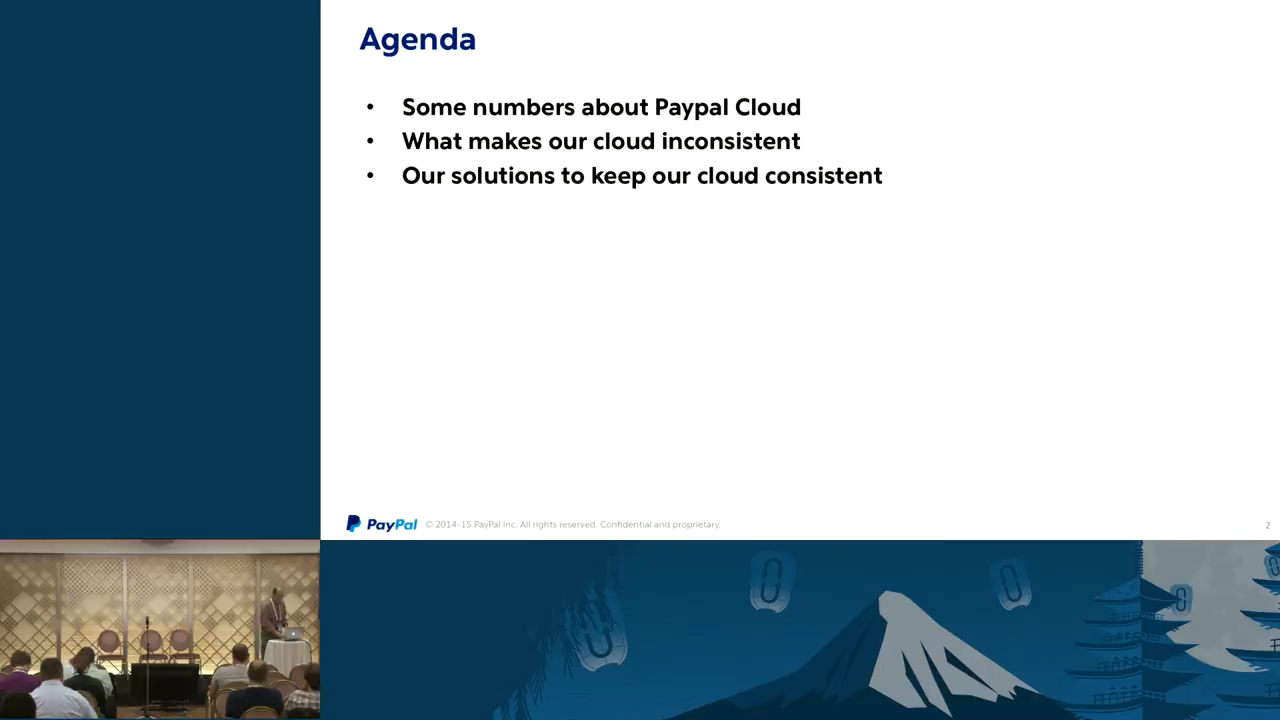 Agenda
• Some numbers about Paypal Cloud
• What makes our cloud inconsistent
• Our solutions to keep our cloud consistent
PayPal © 2014-15 PayPal Inc. All rights reserved. Confidential and proprietary. 2